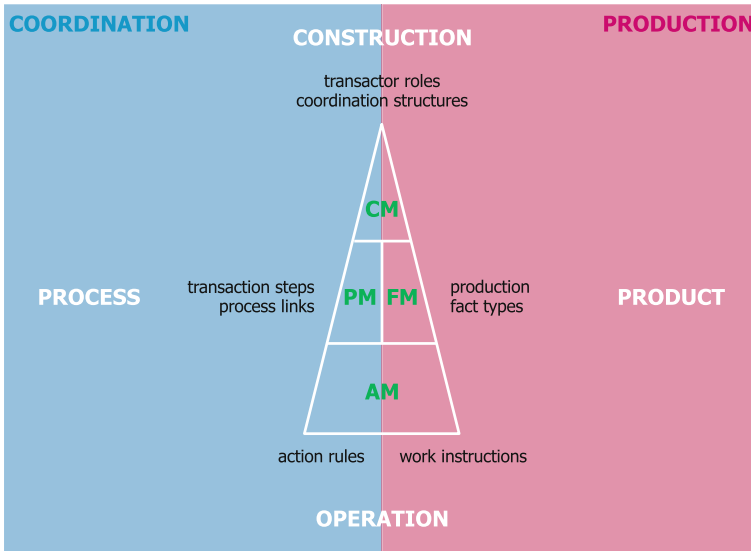 COORDINATION
PRODUCTION
CONSTRUCTION
transactor roles
coordination structures
CM
PROCESS
transaction steps
process links
PM
FM
production
fact types
PRODUCT
AM
action rules
work instructions
OPERATION